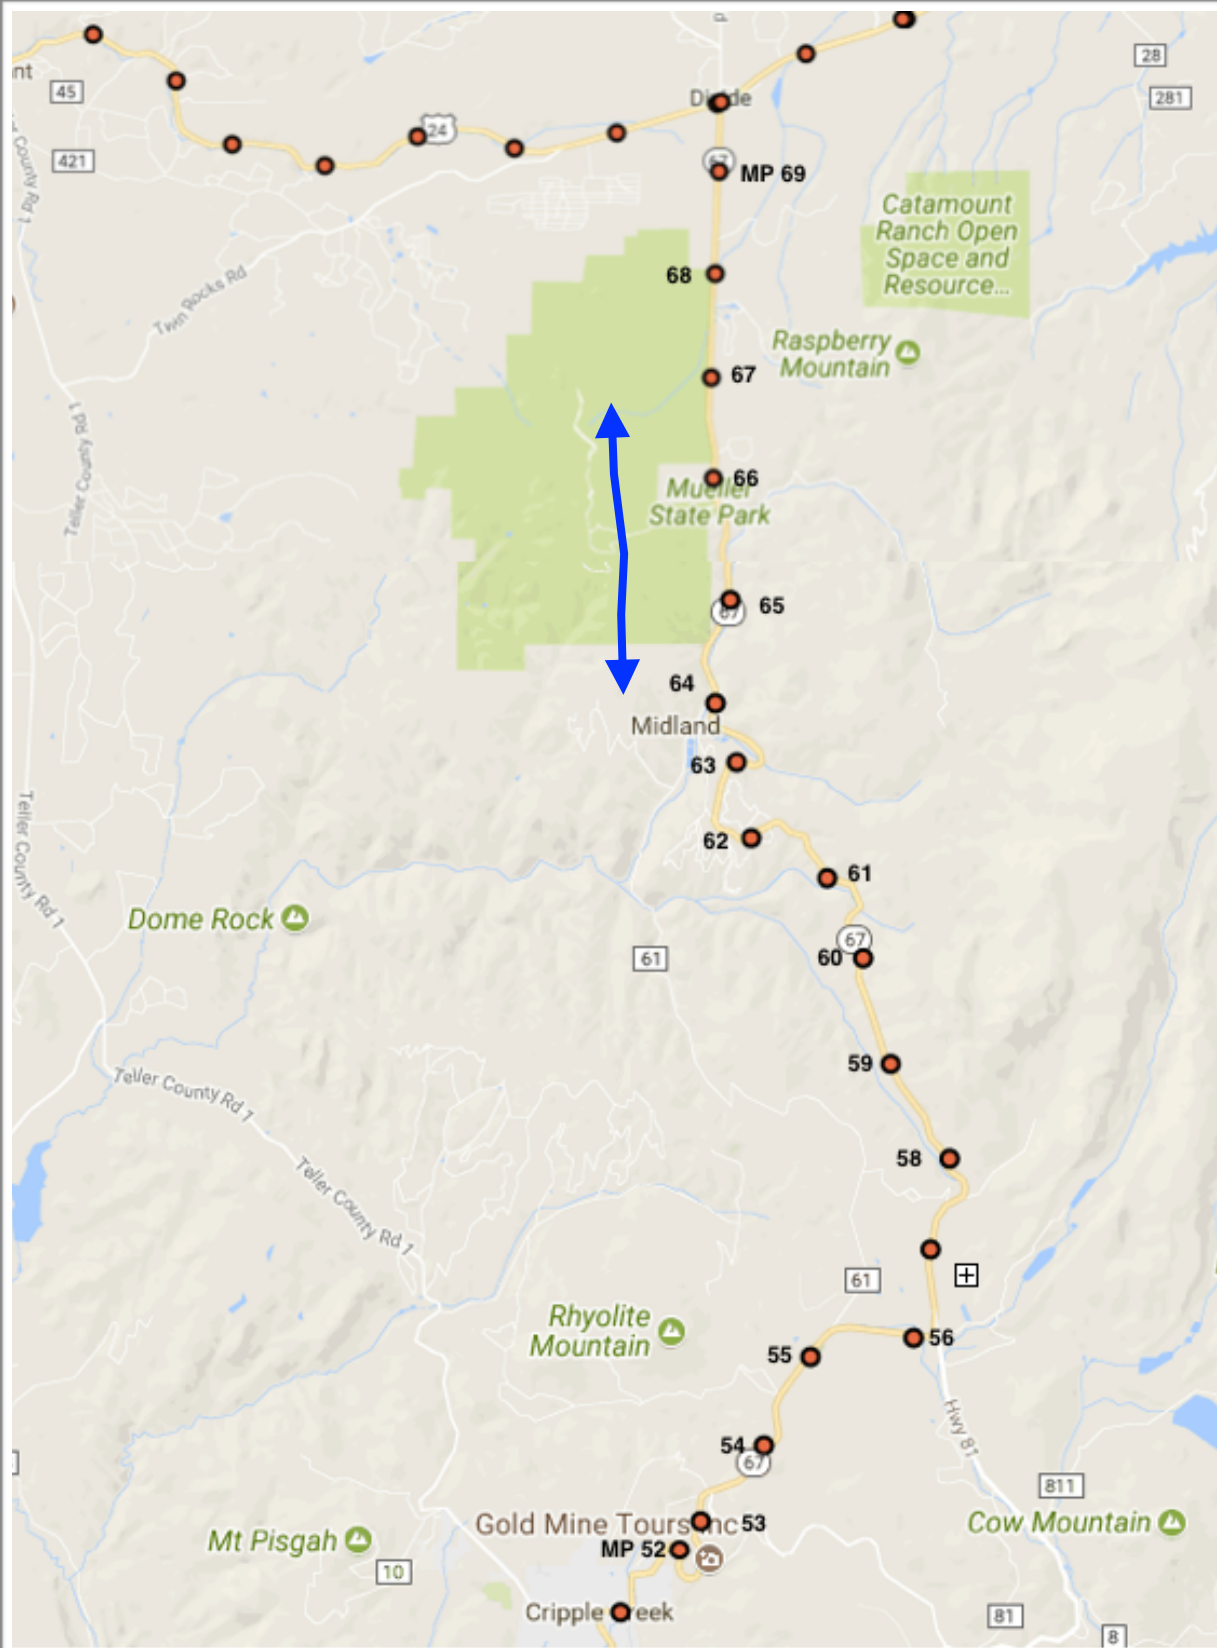 d
nt
45
28
281
Divide
24
421
67
MP 69
County Rd 1
Catamount
Ranch Open
Space and
Resource...
68
Twin Rocks Rd
Raspberry
Mountain
67
Teller County Rd 1
66
Mueller
State Park
65
67
64
Midland
63
Teller County Rd 1
62
61
Dome Rock
67
60
61
59
Teller County Rd 1
58
Teller County Rd 1
61
Rhyolite
Mountain
56
55
Hwy 81
54
67
811
Gold Mine Tours Inc
53
Cow Mountain
Mt Pisgah
MP 52
10
Cripple Creek
81
8